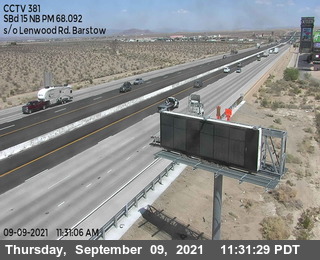 CCTV 381
SBd 15 NB PM 68.092
s/o Lenwood Rd. Barstow
09-09-2021 11:31:06 AM
Thursday, September 09, 2021 11:31:29 PDT